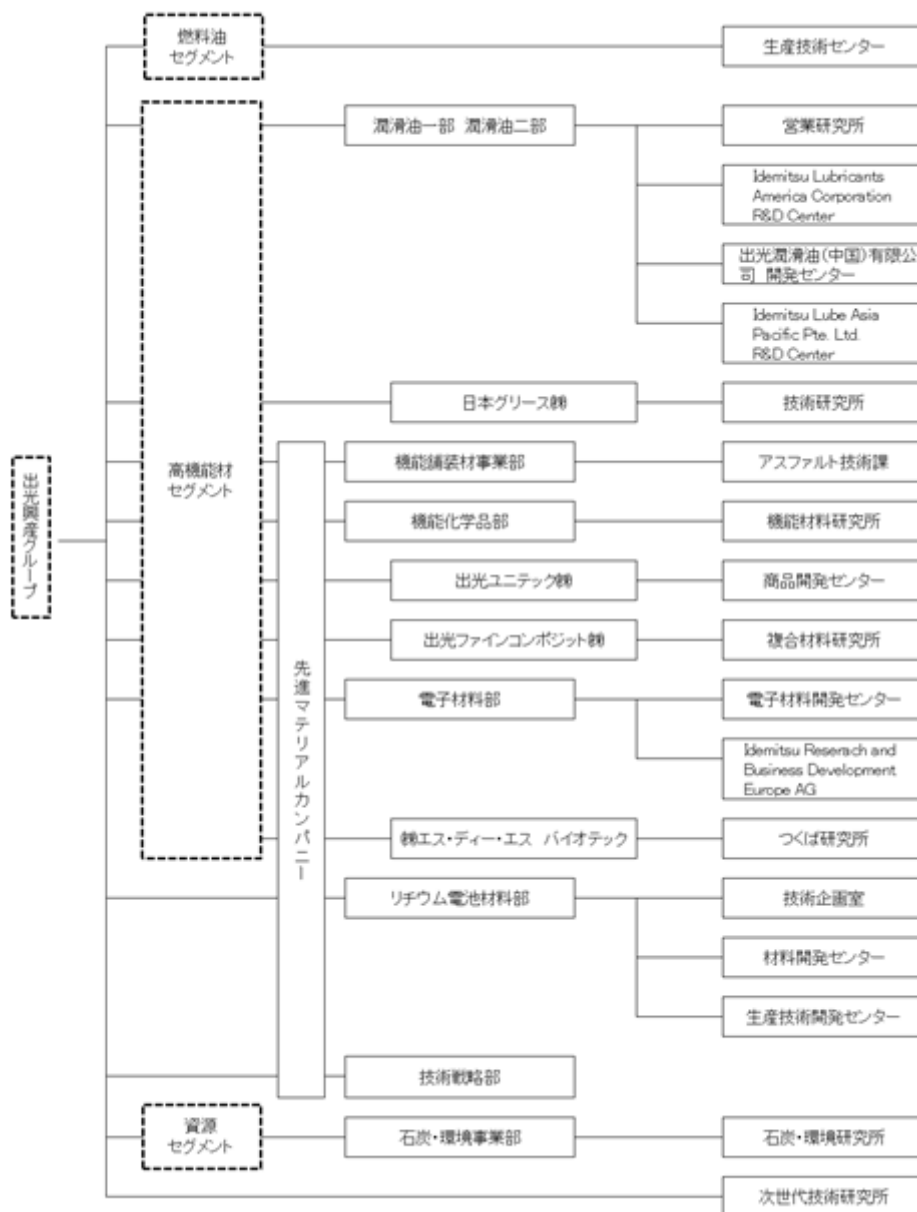 燃料油
セグメント
生産技術センター
潤滑油一部 潤滑油二部
営業研究所
Idemitsu Lubricants
America Corporation
R&D Center
出光潤滑油(中国)有限公
司 開発センター
Idemitsu Lube Asia
Pacific Pte. Ltd.
R&D Center
日本グリース㈱
技術研究所
出光興産グループ
高機能材
セグメント
先進マテリアルカンパニー
機能舗装材事業部
アスファルト技術課
機能化学品部
機能材料研究所
出光ユニテック㈱
商品開発センター
出光ファインコンポジット㈱
複合材料研究所
電子材料部
電子材料開発センター
Idemitsu Reserach and
Business Development
Europe AG
㈱エス・ディー・エス バイオテック
つくば研究所
リチウム電池材料部
技術企画室
材料開発センター
生産技術開発センター
技術戦略部
資源
セグメント
石炭・環境事業部
石炭・環境研究所
次世代技術研究所